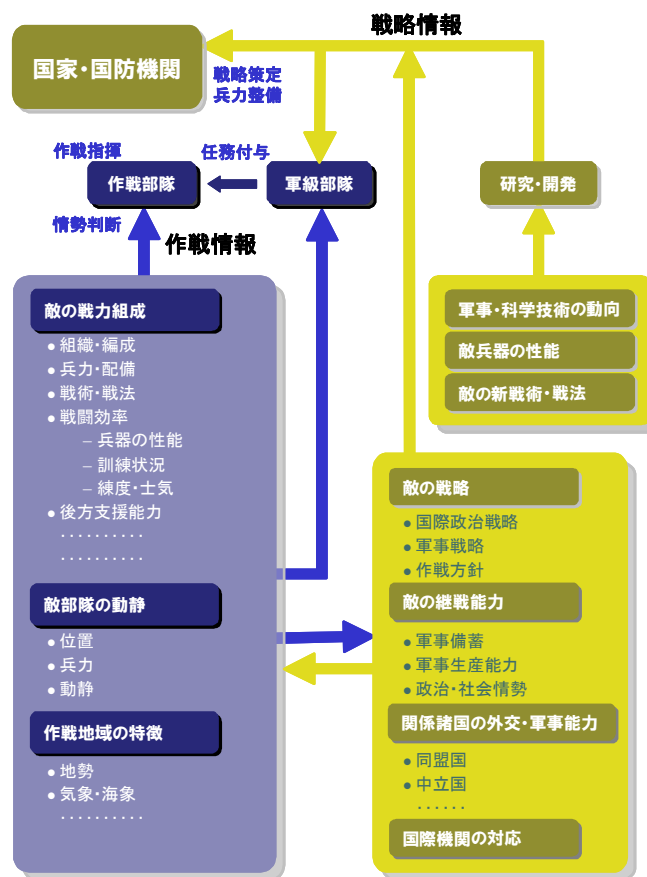 戦略情報
国家・国防機関
戦略策定
兵力整備
作戦指揮
任務付与
作戦部隊
軍級部隊
研究・開発
情勢判断
作戦情報
敵の戦力組成
● 組織・編成
● 兵力・配備
● 戦術・戦法
● 戦闘効率
– 兵器の性能
– 訓練状況
– 練度・士気
● 後方支援能力
‥‥‥‥‥
‥‥‥‥‥
敵部隊の動静
● 位置
● 兵力
● 動静
作戦地域の特徴
● 地勢
● 気象・海象
‥‥‥‥‥
軍事・科学技術の動向
敵兵器の性能
敵の新戦術・戦法
敵の戦略
● 国際政治戦略
● 軍事戦略
● 作戦方針
敵の継戦能力
● 軍事備蓄
● 軍事生産能力
● 政治・社会情勢
関係諸国の外交・軍事能力
● 同盟国
● 中立国
‥‥‥
国際機関の対応